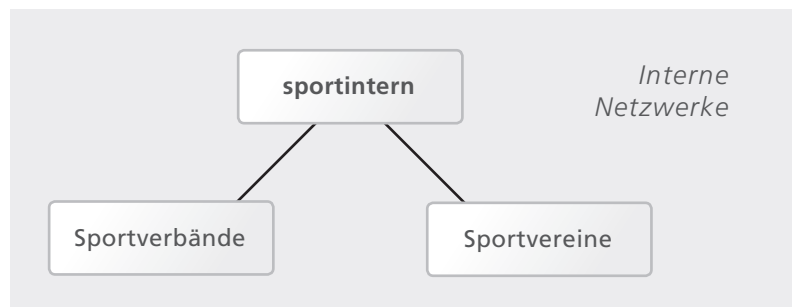 sportintern
Interne
Netzwerke
Sportverbände
Sportvereine